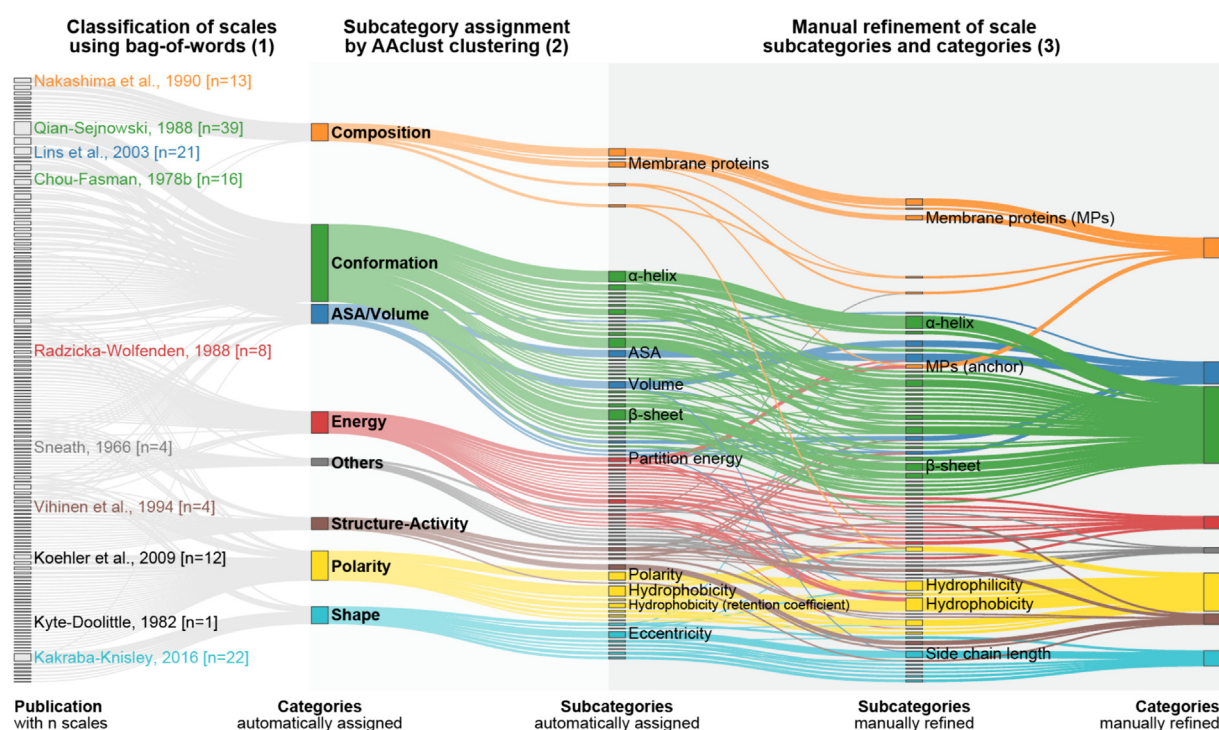 Classification of scales
using bag-of-words (1)
Subcategory assignment
by AAclust clustering (2)
Manual refinement of scale
subcategories and categories (3)
Nakashima et al., 1990 [n=13]
Qian-Sejnowski, 1988 [n=39]
Lins et al., 2003 [n=21]
Chou-Fasman, 1978b [n=16]
Radzicka-Wolfenden, 1988 [n=8]
Sneath, 1966 [n=4]
Vihinen et al., 1994 [n=4]
Koehler et al., 2009 [n=12]
Kyte-Doolittle, 1982 [n=1]
Kakraba-Knisley, 2016 [n=22]
Composition
Conformation
ASA/Volume
Energy
Others
Structure-Activity
Polarity
Shape
Membrane proteins
α-helix
ASA
Volume
β-sheet
Partition energy
Polarity
Hydrophobicity
Hydrophobicity (retention coefficient)
Eccentricity
Membrane proteins (MPs)
α-helix
MPs (anchor)
β-sheet
Hydrophilicity
Hydrophobicity
Side chain length
Publication
with n scales
Categories
automatically assigned
Subcategories
automatically assigned
Subcategories
manually refined
Categories
manually refined